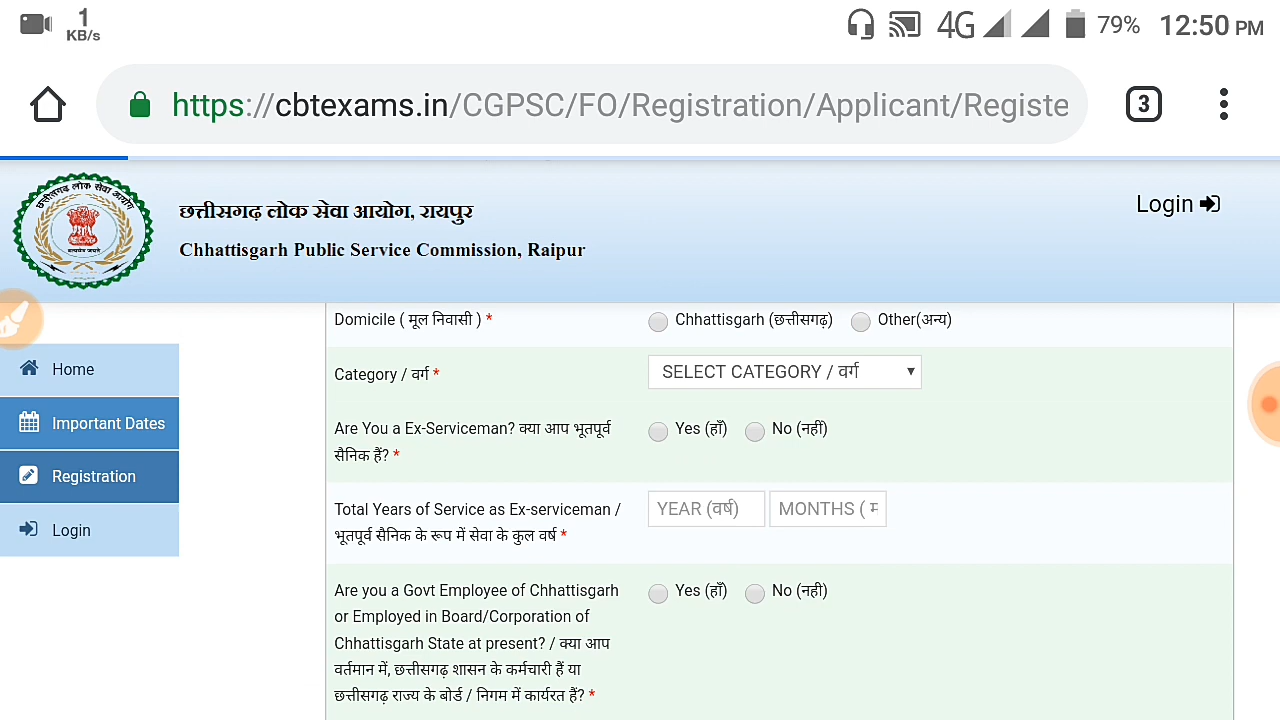 1
KB/s
4G
79%
12:50 PM
https://cbtexams.in/CGPSC/FO/Registration/Applicant/Registe
3
छत्तीसगढ़ लोक सेवा आयोग
छत्तीसगढ़ लोक सेवा आयोग, रायपुर
Chhattisgarh Public Service Commission, Raipur
Login
Home
Important Dates
Registration
Login
Domicile ( मूल निवासी ) *
Chhattisgarh (छत्तीसगढ़)
Other(अन्य)
Category / वर्ग *
SELECT CATEGORY / वर्ग
Are You a Ex-Serviceman? क्या आप भूतपूर्व
सैनिक हैं? *
Yes (हाँ)
No (नहीं)
Total Years of Service as Ex-serviceman /
भूतपूर्व सैनिक के रूप में सेवा के कुल वर्ष *
YEAR (वर्ष)
MONTHS (
Are you a Govt Employee of Chhattisgarh
or Employed in Board/Corporation of
Chhattisgarh State at present? / क्या आप
वर्तमान में, छत्तीसगढ़ शासन के कर्मचारी हैं या
छत्तीसगढ़ राज्य के बोर्ड / निगम में कार्यरत हैं? *
Yes (हाँ)
No (नही)